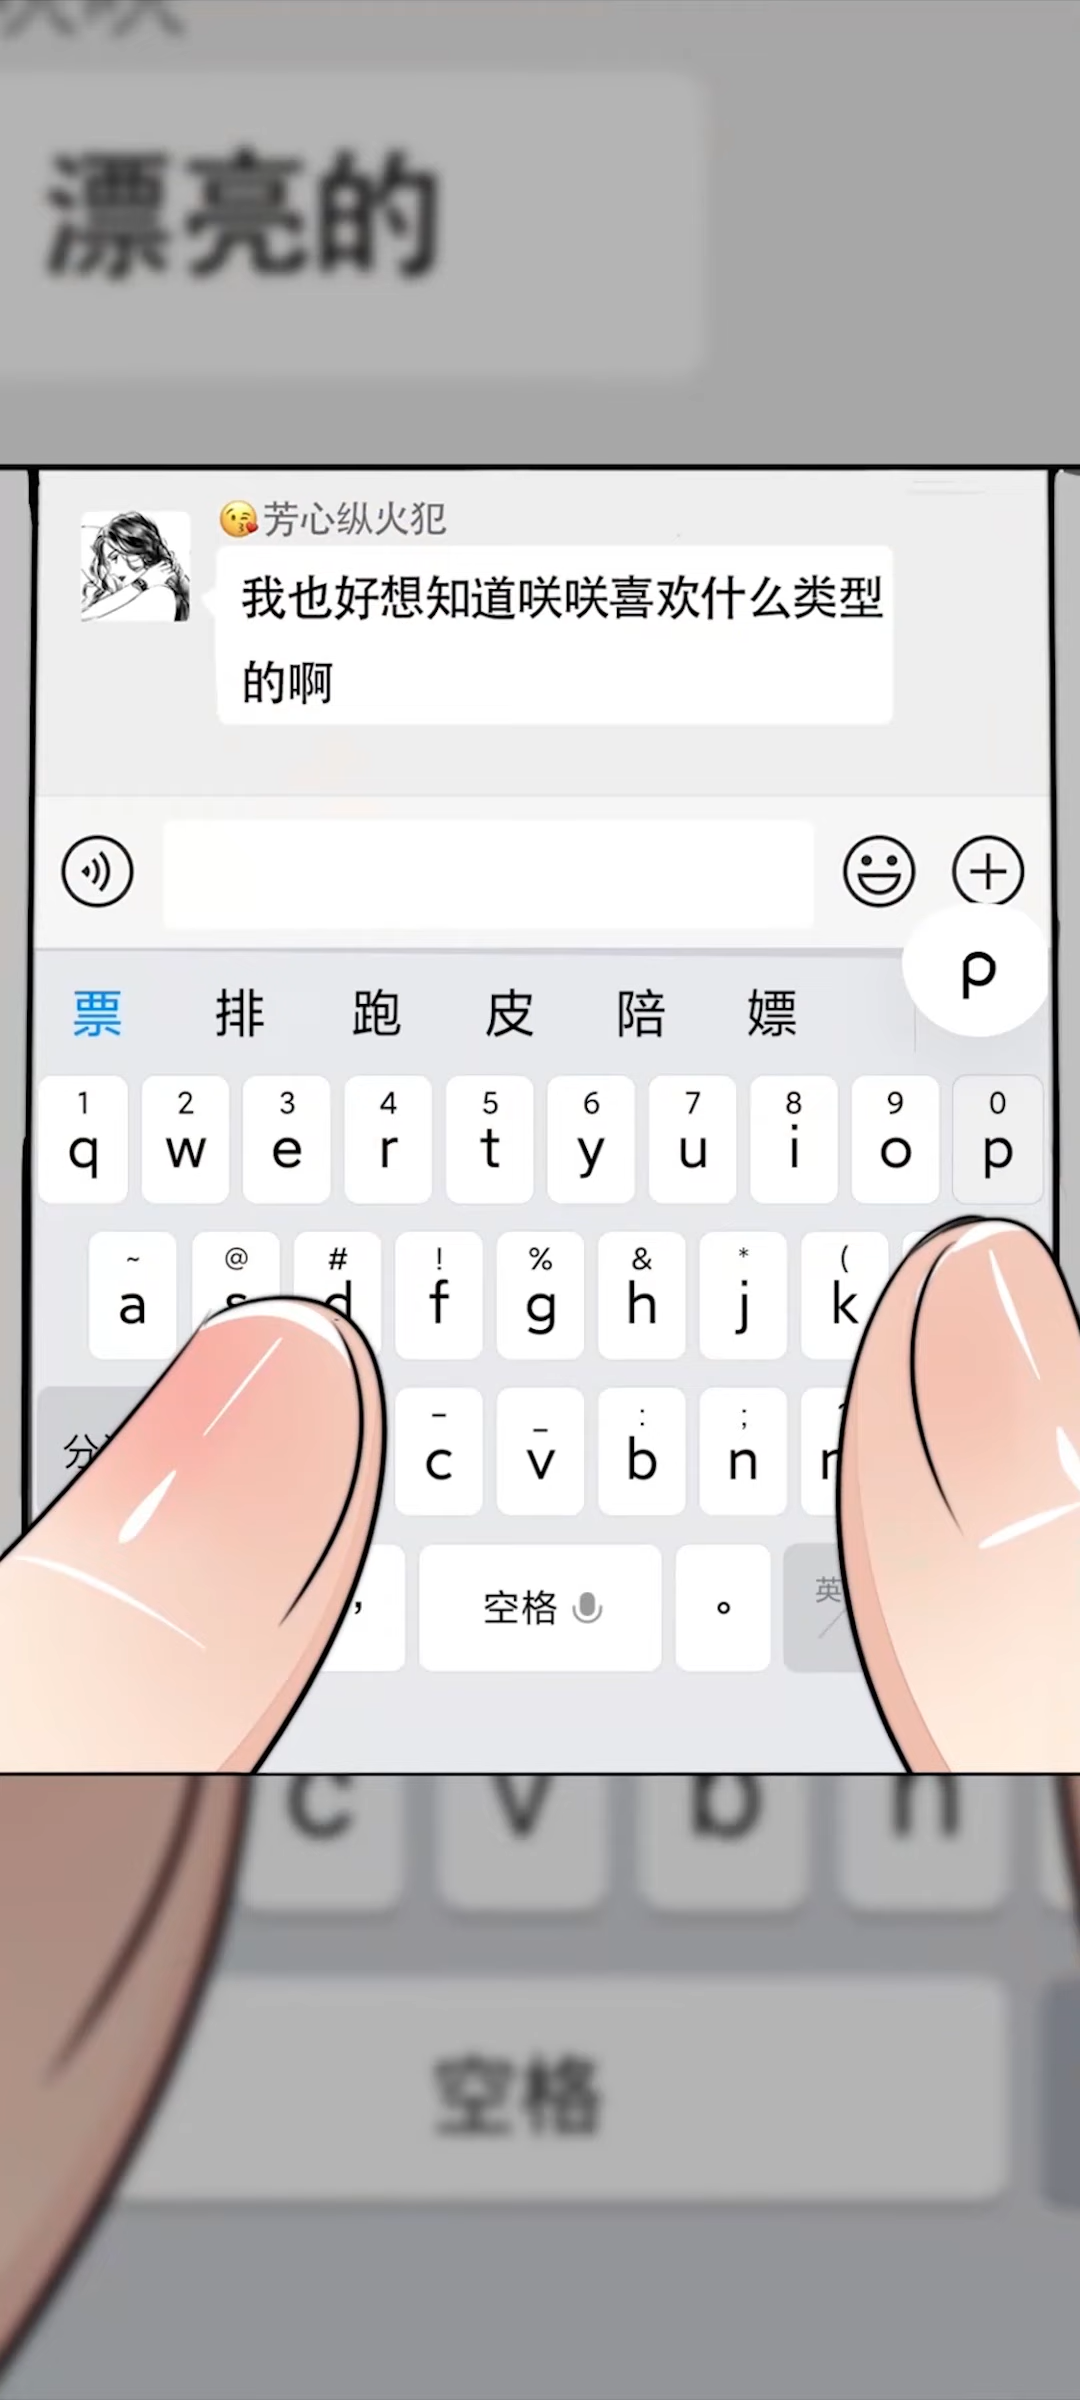 漂亮的
😘芳心纵火犯
我也好想知道咲咲喜欢什么类型
的啊
p
票 排 跑 皮 陪 嫖
1 2 3 4 5 6 7 8 9 0
q w e r t y u i o p
~ @ # ! % & * (
a s d f g h j k
- _ : ;
c v b n
， 空格 。 英
c v b n
空格